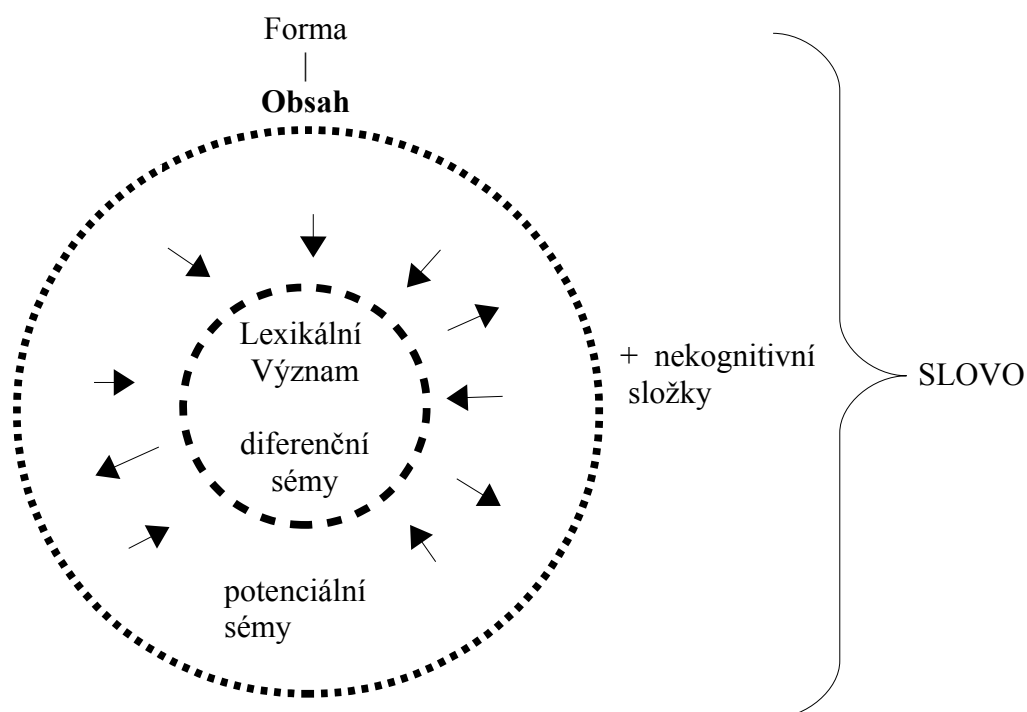 Forma
Obsah
Lexikální
Význam
diferenční
sémy
potenciální
sémy
+ nekognitivní
složky
SLOVO